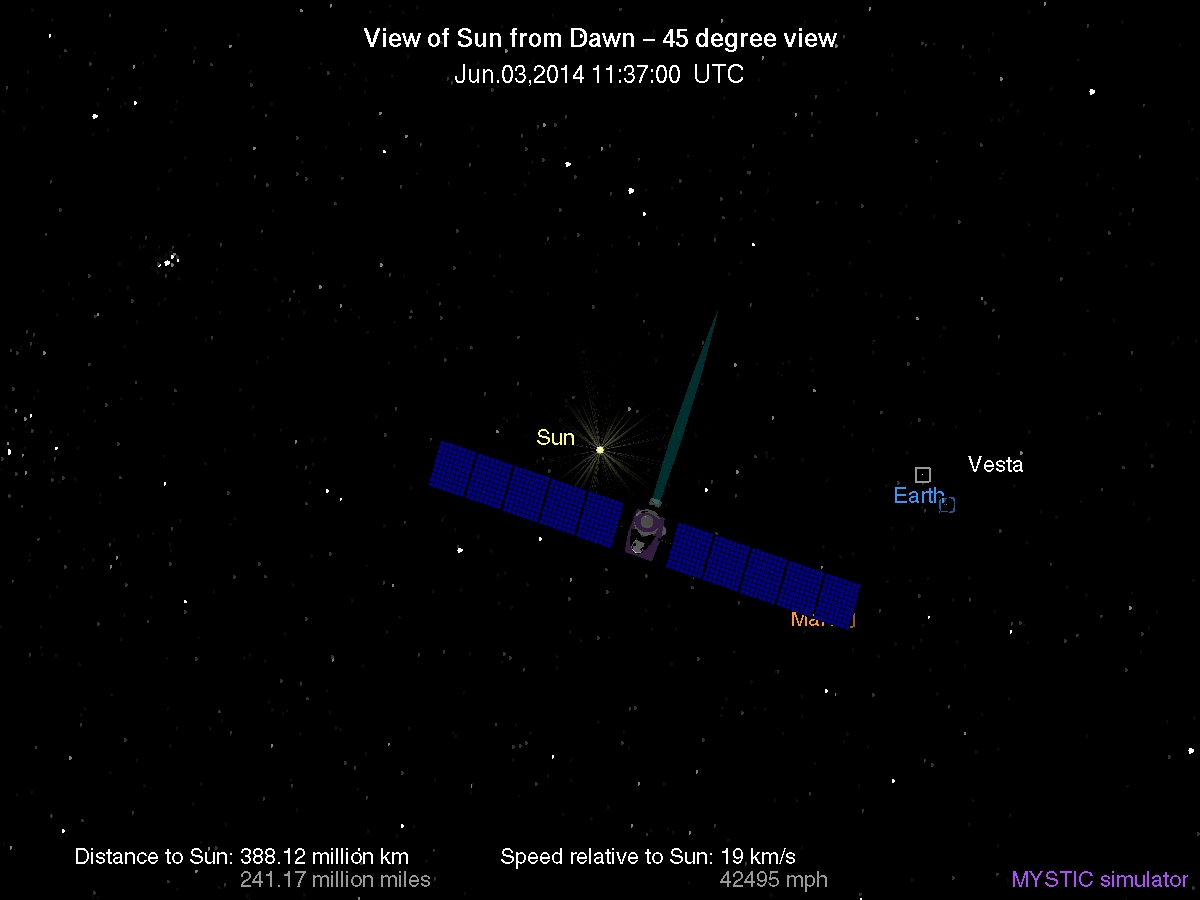 View of Sun from Dawn – 45 degree view
Jun.03,2014 11:37:00 UTC
Sun
Vesta
Earth
Distance to Sun: 388.12 million km
241.17 million miles
Speed relative to Sun: 19 km/s
42495 mph
MYSTIC simulator